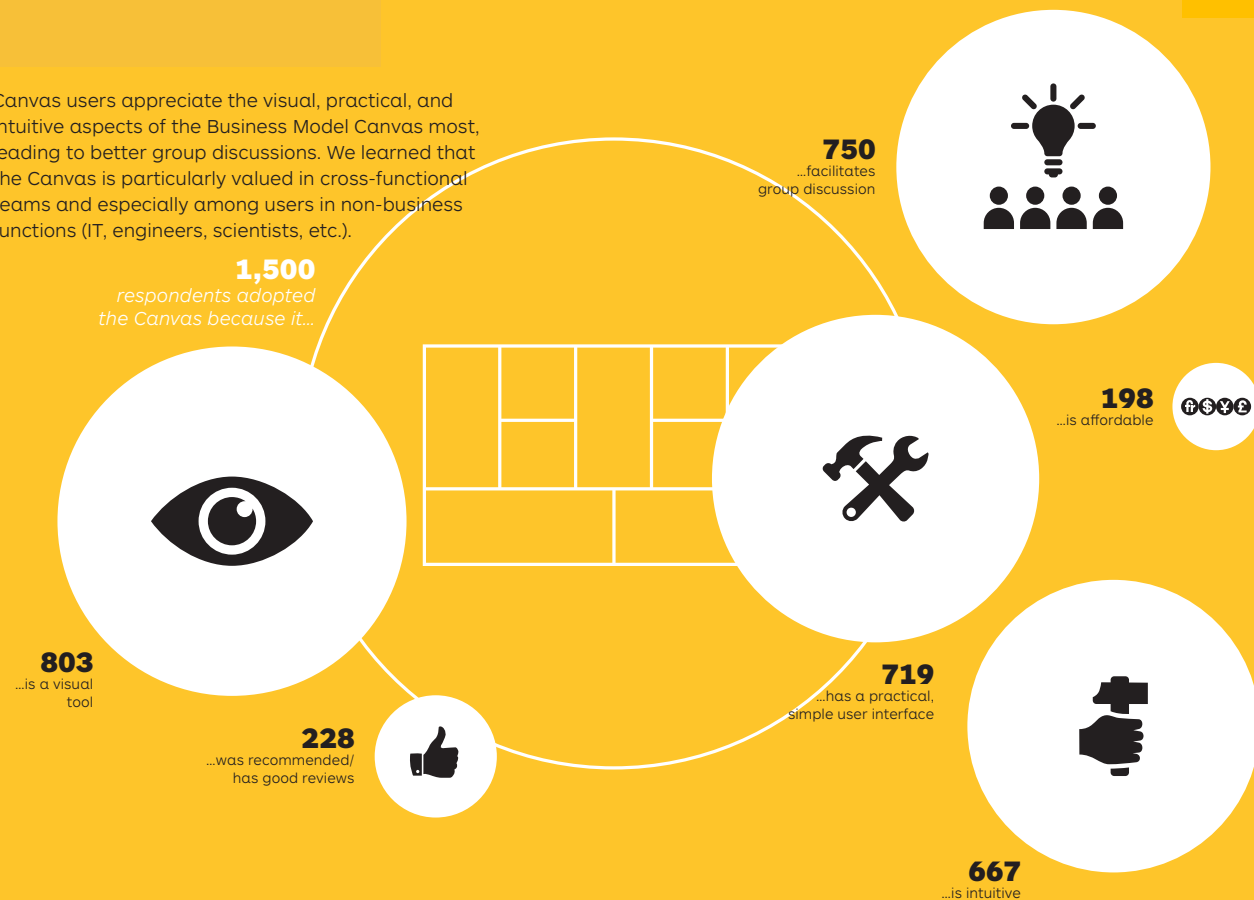 Canvas users appreciate the visual, practical, and
ntuitive aspects of the Business Model Canvas most,
eading to better group discussions. We learned that
he Canvas is particularly valued in cross-functional
eams and especially among users in non-business
unctions (IT, engineers, scientists, etc.).
1,500
respondents adopted
the Canvas because it...
750
...facilitates
group discussion
198
...is affordable
803
...is a visual
tool
719
...has a practical,
simple user interface
228
...was recommended/
has good reviews
667
...is intuitive